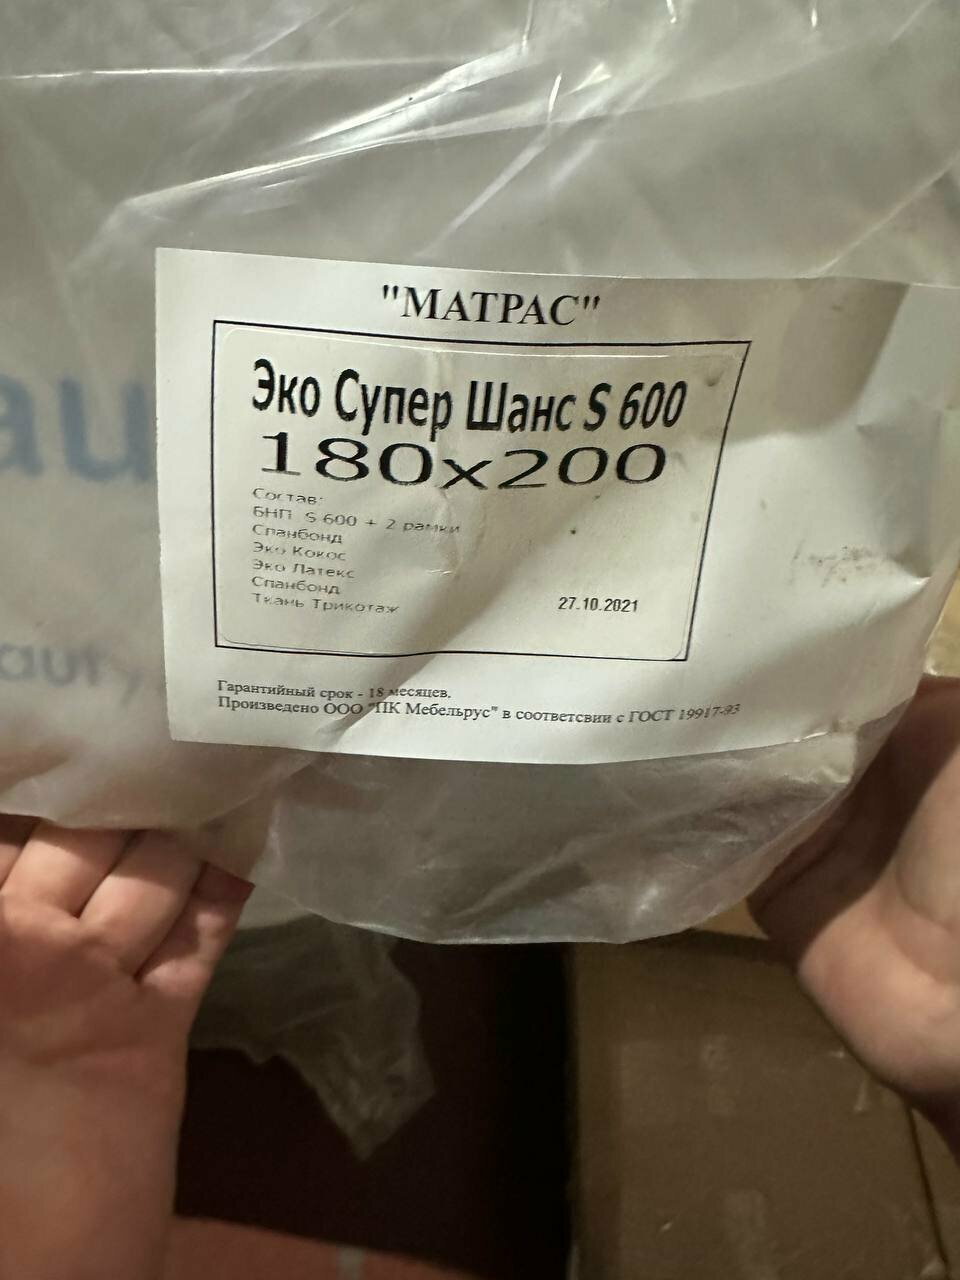 "МАТРАС"
Эко Супер Шанс S 600
180х200
Состав:
БНП S 600 + 2 рамки
Спанбонд
Эко Кокос
Эко Латекс
Спанбонд
Ткань Трикотаж
27.10.2021
Гарантийный срок - 18 месяцев.
Произведено ООО "ПК Мебельрус" в соответсвии с ГОСТ 19917-93